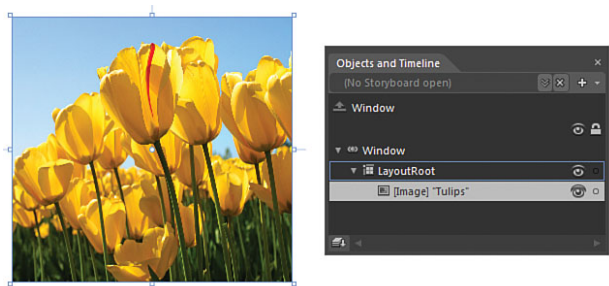 Objects and Timeline
(No Storyboard open)
Window
Window
LayoutRoot
[Image] "Tulips"